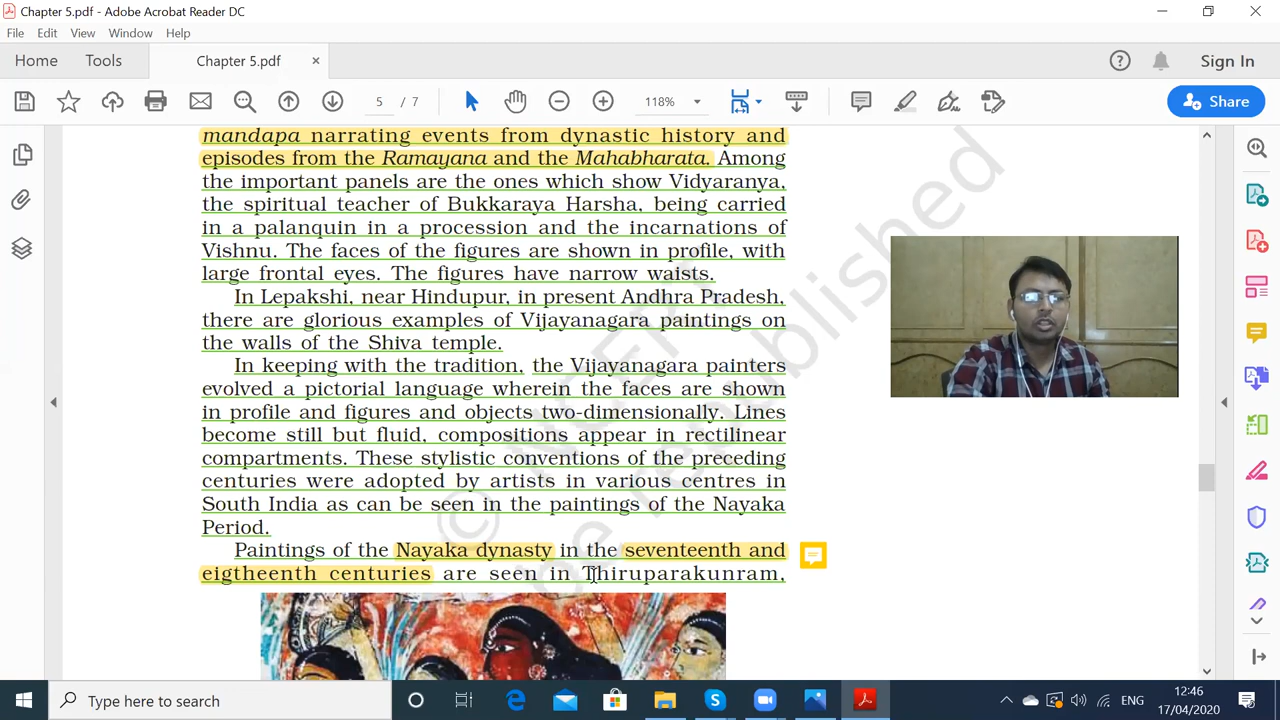 Chapter 5.pdf - Adobe Acrobat Reader DC
File Edit View Window Help
Home Tools Chapter 5.pdf × Sign In
5 / 7 118% Share
mandapa narrating events from dynastic history and
episodes from the Ramayana and the Mahabharata. Among
the important panels are the ones which show Vidyaranya,
the spiritual teacher of Bukkaraya Harsha, being carried
in a palanquin in a procession and the incarnations of
Vishnu. The faces of the figures are shown in profile, with
large frontal eyes. The figures have narrow waists.
In Lepakshi, near Hindupur, in present Andhra Pradesh,
there are glorious examples of Vijayanagara paintings on
the walls of the Shiva temple.
In keeping with the tradition, the Vijayanagara painters
evolved a pictorial language wherein the faces are shown
in profile and figures and objects two-dimensionally. Lines
become still but fluid, compositions appear in rectilinear
compartments. These stylistic conventions of the preceding
centuries were adopted by artists in various centres in
South India as can be seen in the paintings of the Nayaka
Period.
Paintings of the Nayaka dynasty in the seventeenth and
eigtheenth centuries are seen in Thiruparakunram,
© NCERT
be republished
Type here to search
ENG
12:46
17/04/2020